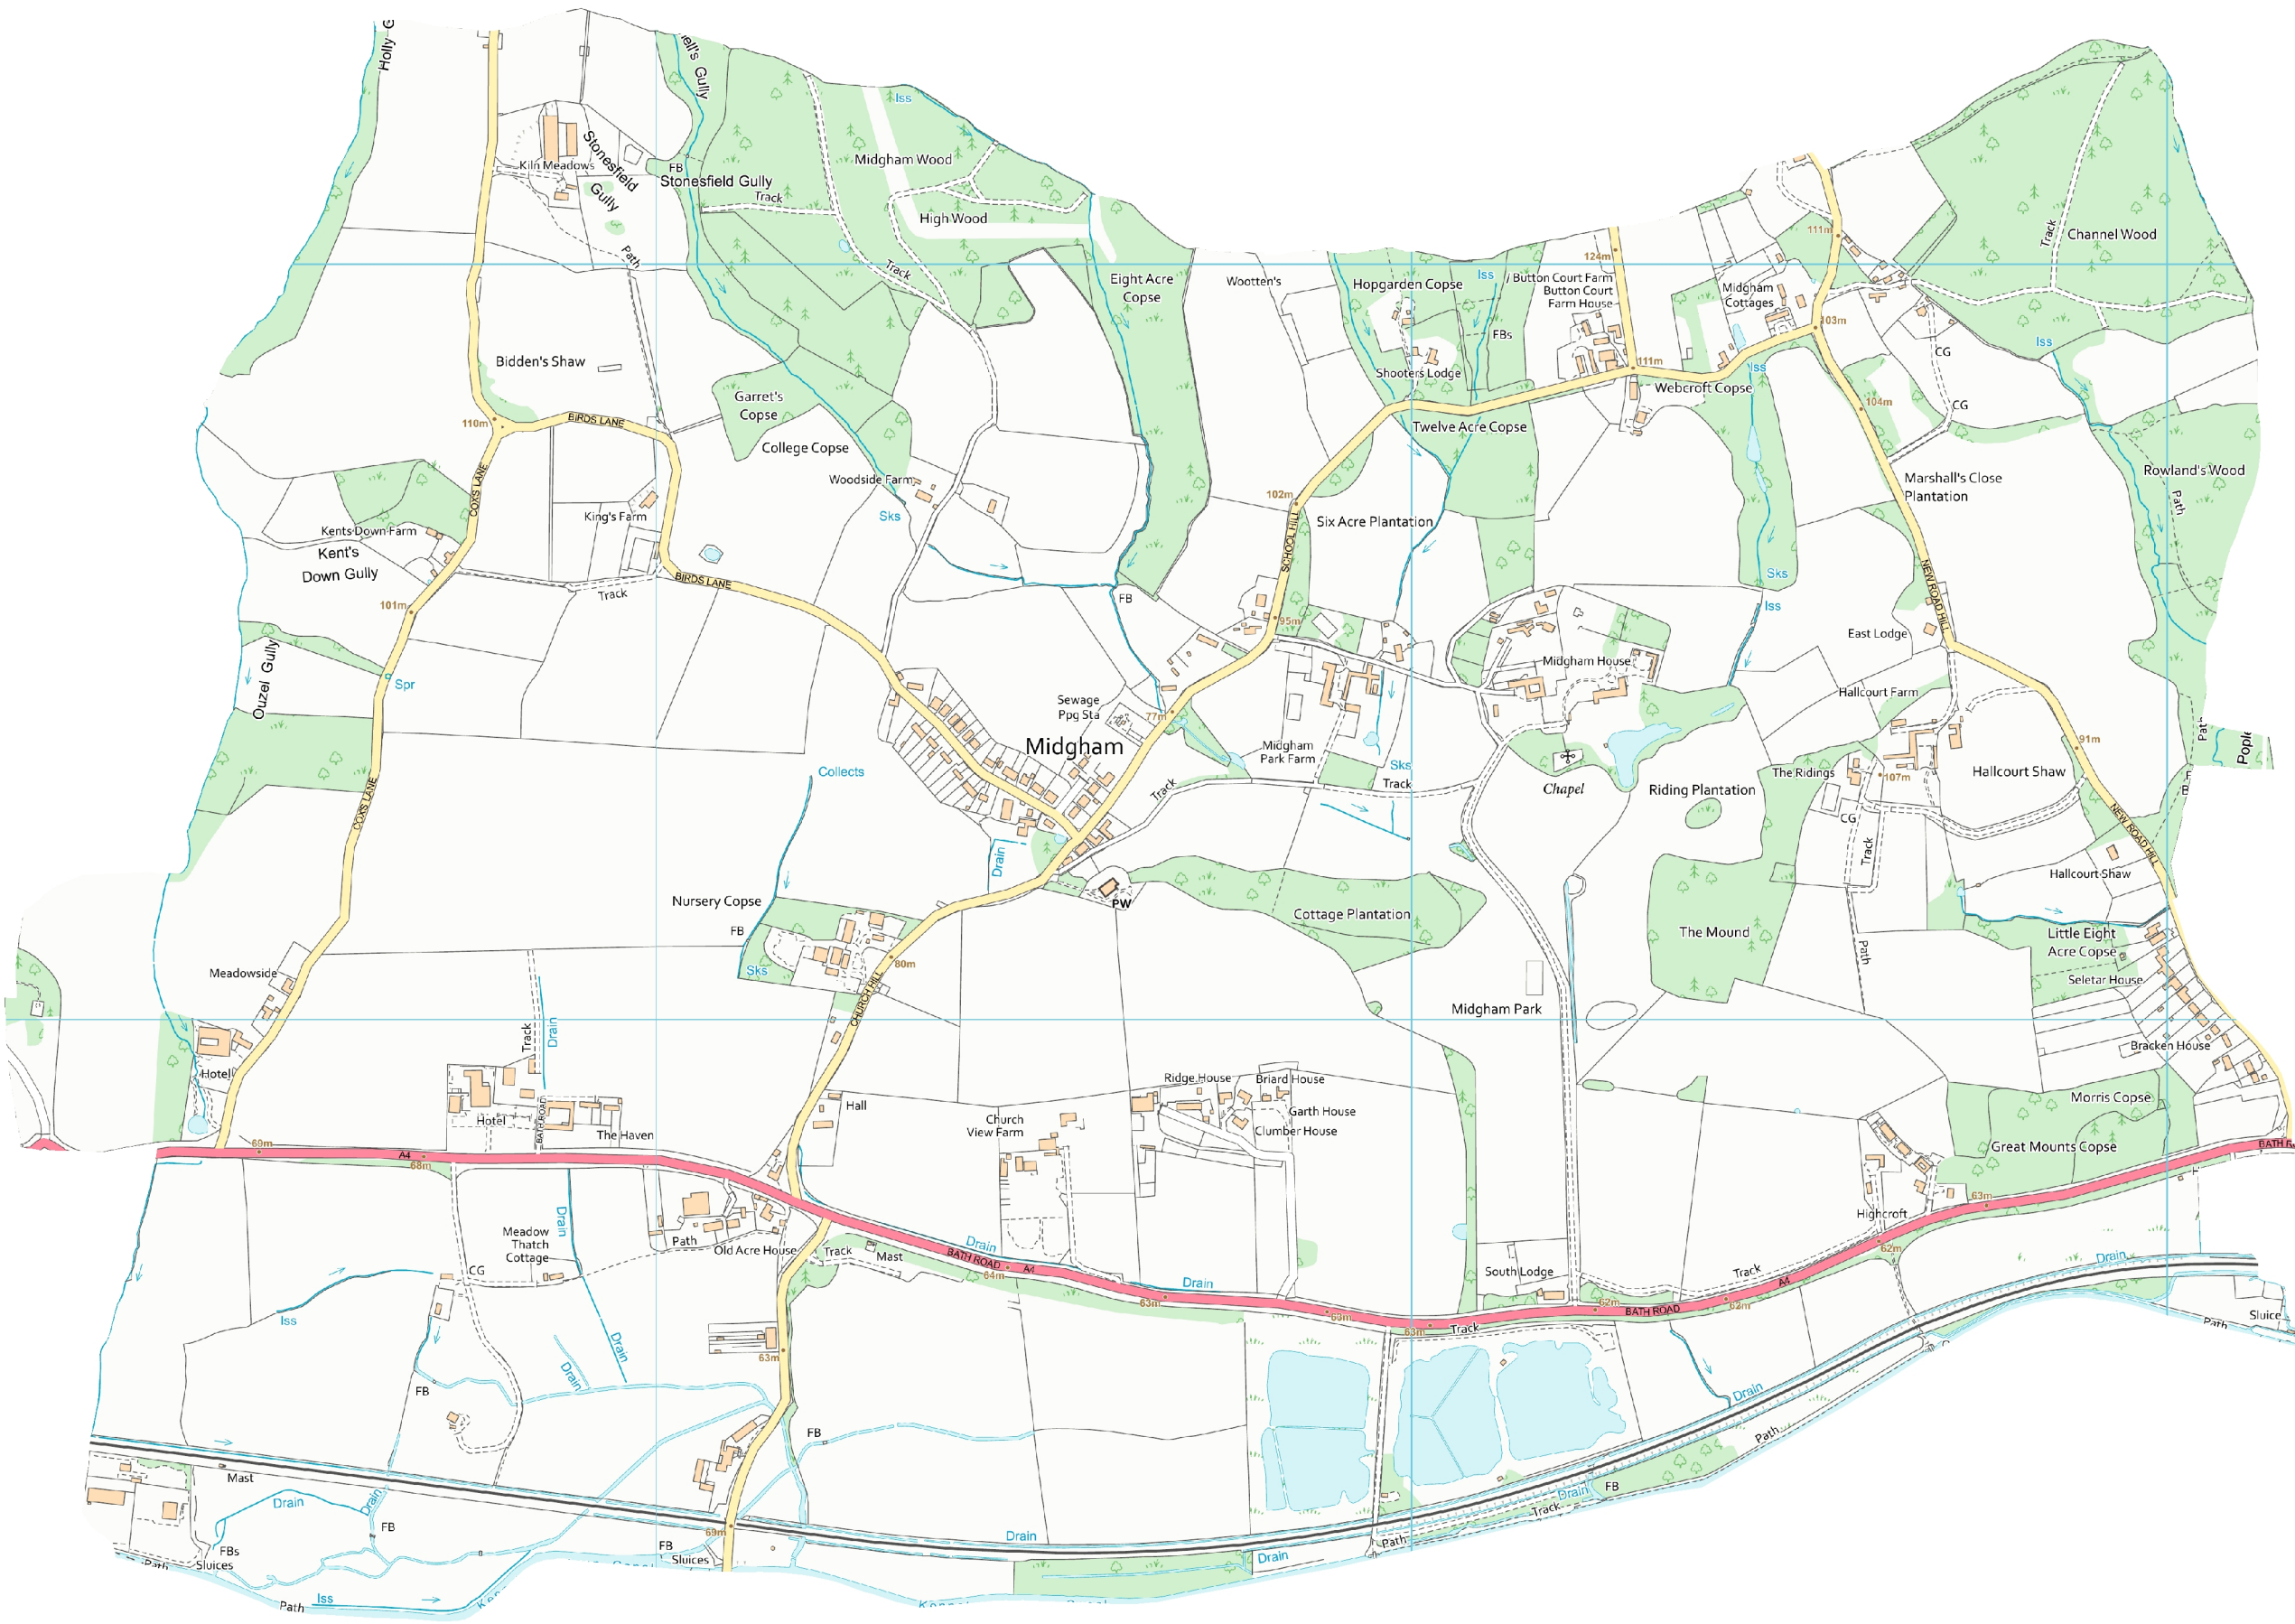 Holly G
ell's Gully
Iss
Stonesfield
Gully
Kiln Meadows
FB
Stonesfield Gully
Track
Midgham Wood
High Wood
Path
Track
Eight Acre
Copse
Wootten's
Hopgarden Copse
Iss
FBs
Shooters Lodge
Button Court Farm
Button Court
Farm House
124m
111m
Midgham
Cottages
111m
103m
Track
Channel Wood
CG
CG
Iss
Bidden's Shaw
Garret's
Copse
College Copse
110m
BIRDS LANE
COXS LANE
Woodside Farm
Sks
King's Farm
Kents Down Farm
Kent's
Down Gully
101m
Track
BIRDS LANE
102m
Twelve Acre Copse
Webcroft Copse
Iss
104m
Marshall's Close
Plantation
Rowland's Wood
Path
Six Acre Plantation
SCHOOL HILL
95m
FB
Sks
Iss
NEW ROAD HILL
East Lodge
Ouzel Gully
Spr
Midgham House
Hallcourt Farm
Sewage
Ppg Sta
77m
Midgham
Midgham
Park Farm
Sks
Track
Track
Chapel
Riding Plantation
The Ridings
107m
CG
Hallcourt Shaw
91m
Path
F
B
Pople
NEW ROAD HILL
Track
Hallcourt Shaw
Collects
COXS LANE
Drain
Nursery Copse
FB
Sks
PW
Cottage Plantation
The Mound
Path
Little Eight
Acre Copse
Seletar House
80m
CHURCH HILL
Meadowside
Midgham Park
Track
Drain
Bracken House
Hotel
Hotel
BATH ROAD
The Haven
Hall
Church
View Farm
Ridge House
Briard House
Garth House
Clumber House
Morris Copse
Great Mounts Copse
BATH R
69m
A4
68m
63m
Highcroft
62m
Drain
Meadow
Thatch
Cottage
CG
Path
Old Acre House
Track
Mast
Drain
BATH ROAD
A4
64m
Drain
63m
South Lodge
Track
A4
62m
62m
BATH ROAD
63m
63m
Track
Drain
Sluice
Path
Iss
FB
Drain
Drain
63m
FB
Drain
Path
Mast
Drain
Drain
FB
FBs
Sluices
Path
69m
FB
Sluices
Drain
Drain
Path
Track
Drain
FB
Path
Iss